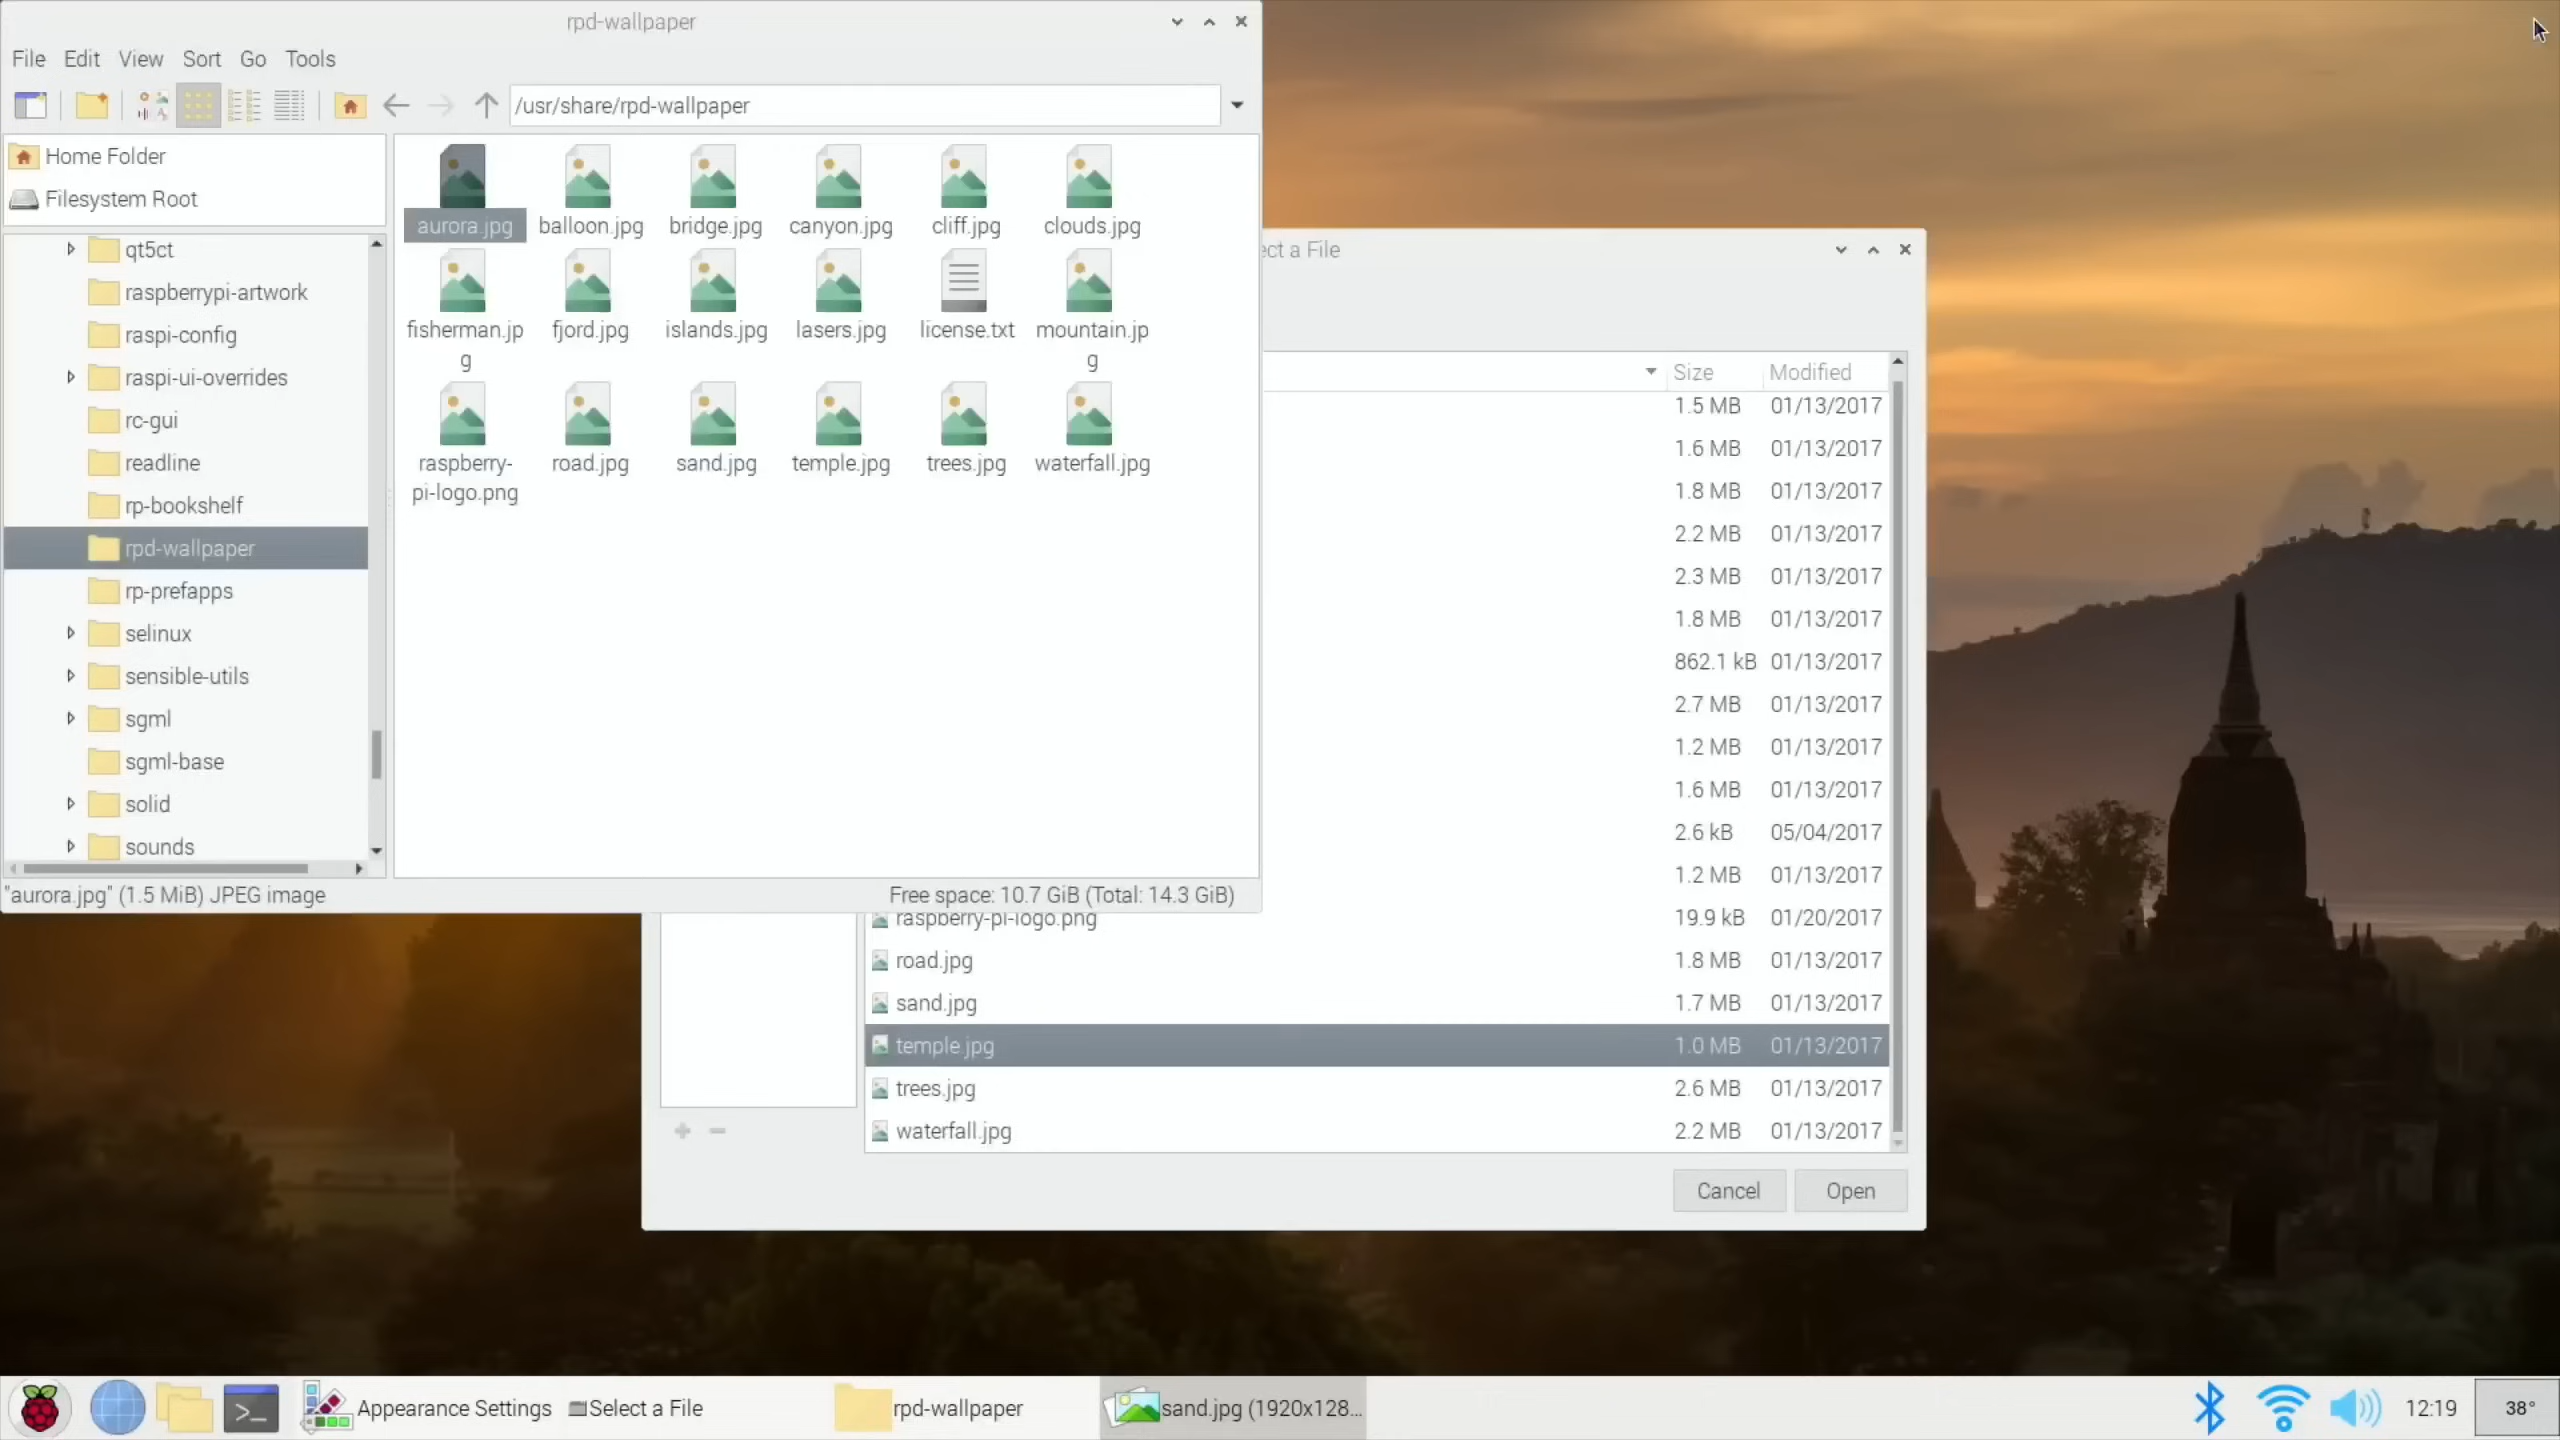 rpd-wallpaper
File Edit View Sort Go Tools
/usr/share/rpd-wallpaper
Home Folder
Filesystem Root
qt5ct
raspberrypi-artwork
raspi-config
raspi-ui-overrides
rc-gui
readline
rp-bookshelf
rpd-wallpaper
rp-prefapps
selinux
sensible-utils
sgml
sgml-base
solid
sounds
aurora.jpg balloon.jpg bridge.jpg canyon.jpg cliff.jpg clouds.jpg
fisherman.jp
g fjord.jpg islands.jpg lasers.jpg license.txt mountain.jp
g
raspberry-
pi-logo.png road.jpg sand.jpg temple.jpg trees.jpg waterfall.jpg
"aurora.jpg" (1.5 MiB) JPEG image Free space: 10.7 GiB (Total: 14.3 GiB)
ect a File
Size Modified
1.5 MB 01/13/2017
1.6 MB 01/13/2017
1.8 MB 01/13/2017
2.2 MB 01/13/2017
2.3 MB 01/13/2017
1.8 MB 01/13/2017
862.1 kB 01/13/2017
2.7 MB 01/13/2017
1.2 MB 01/13/2017
1.6 MB 01/13/2017
2.6 kB 05/04/2017
1.2 MB 01/13/2017
raspberry-pi-logo.png 19.9 kB 01/20/2017
road.jpg 1.8 MB 01/13/2017
sand.jpg 1.7 MB 01/13/2017
temple.jpg 1.0 MB 01/13/2017
trees.jpg 2.6 MB 01/13/2017
waterfall.jpg 2.2 MB 01/13/2017
Cancel Open
Appearance Settings Select a File rpd-wallpaper sand.jpg (1920x128... 12:19 38°